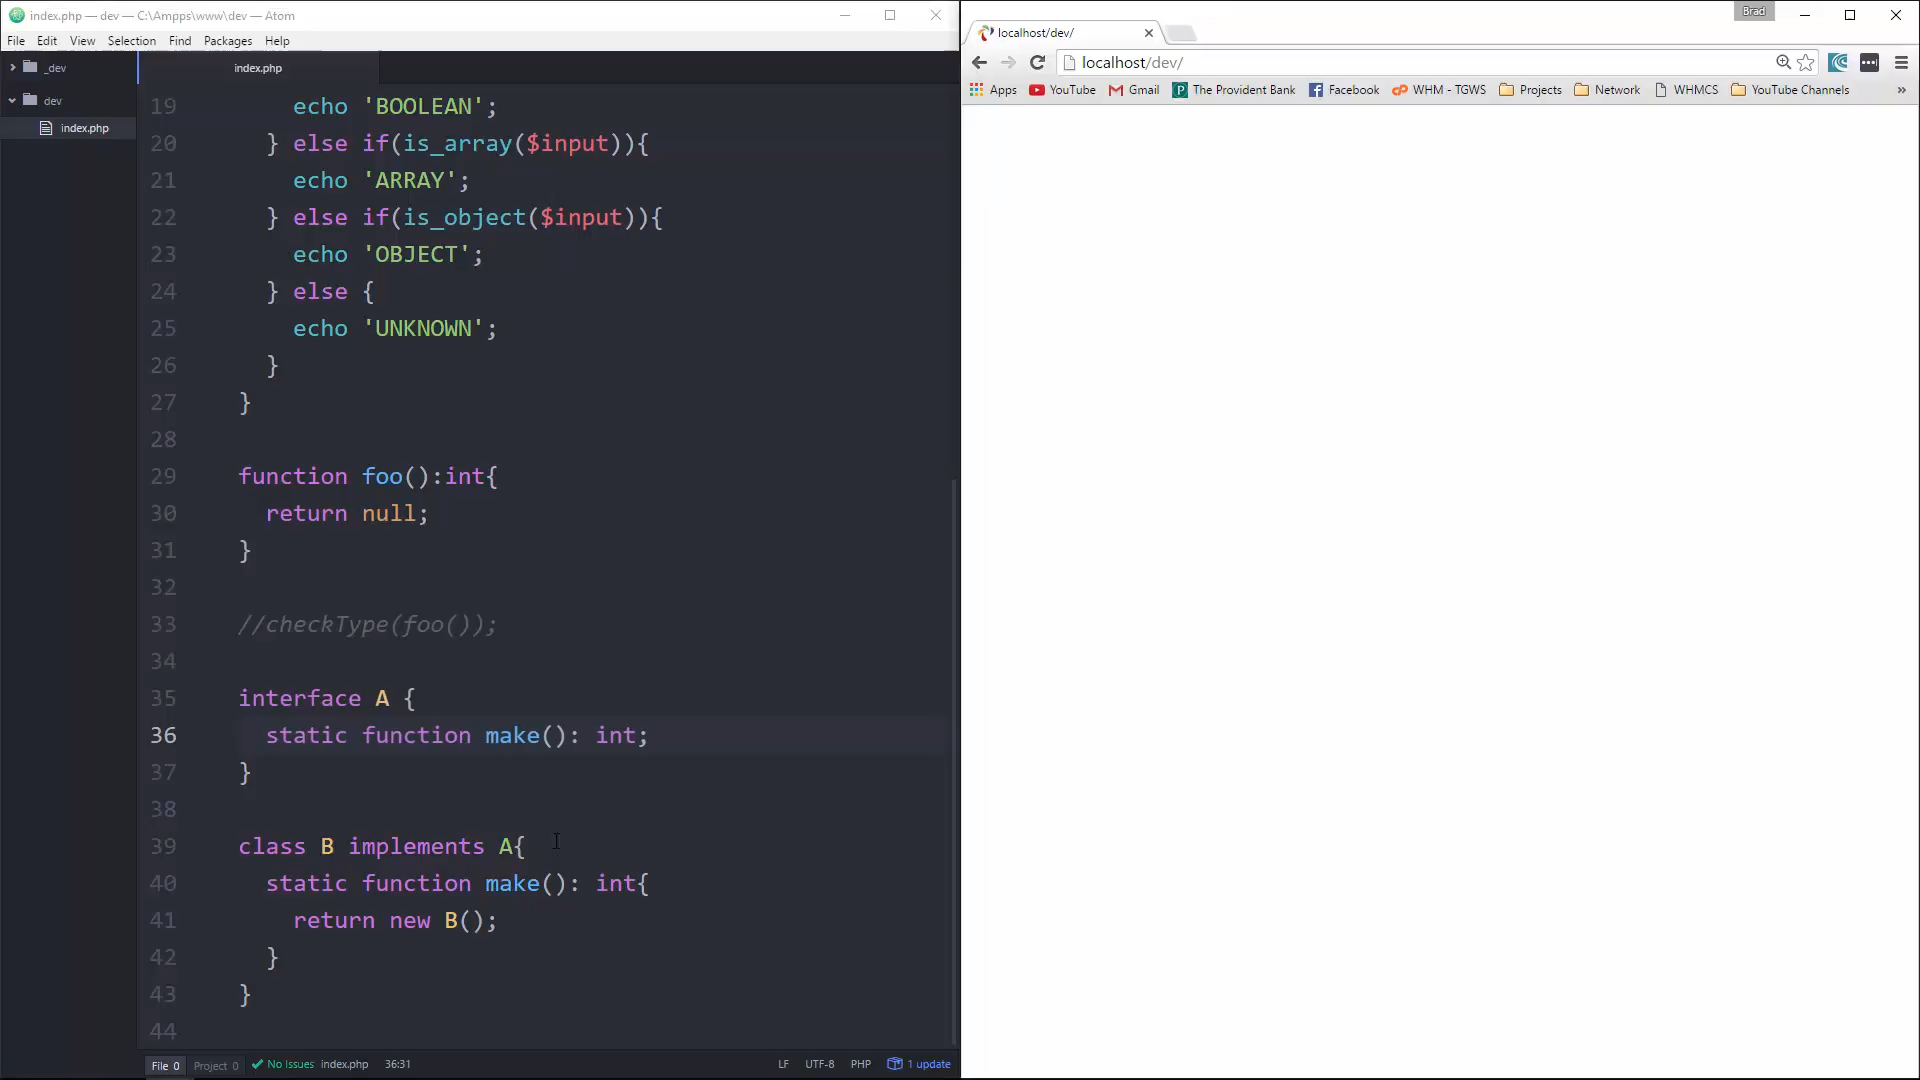 index.php — dev — C:\Ampps\www\dev — Atom
File Edit View Selection Find Packages Help
_dev
dev
index.php
index.php
19 echo 'BOOLEAN';
20 } else if(is_array($input)){
21 echo 'ARRAY';
22 } else if(is_object($input)){
23 echo 'OBJECT';
24 } else {
25 echo 'UNKNOWN';
26 }
27 }
28
29 function foo():int{
30 return null;
31 }
32
33 //checkType(foo());
34
35 interface A {
36 static function make(): int;
37 }
38
39 class B implements A{
40 static function make(): int{
41 return new B();
42 }
43 }
44
File 0 Project 0 No Issues index.php 36:31 LF UTF-8 PHP 1 update
Brad
localhost/dev/
localhost/dev/
Apps YouTube Gmail The Provident Bank Facebook WHM - TGWS Projects Network WHMCS YouTube Channels »